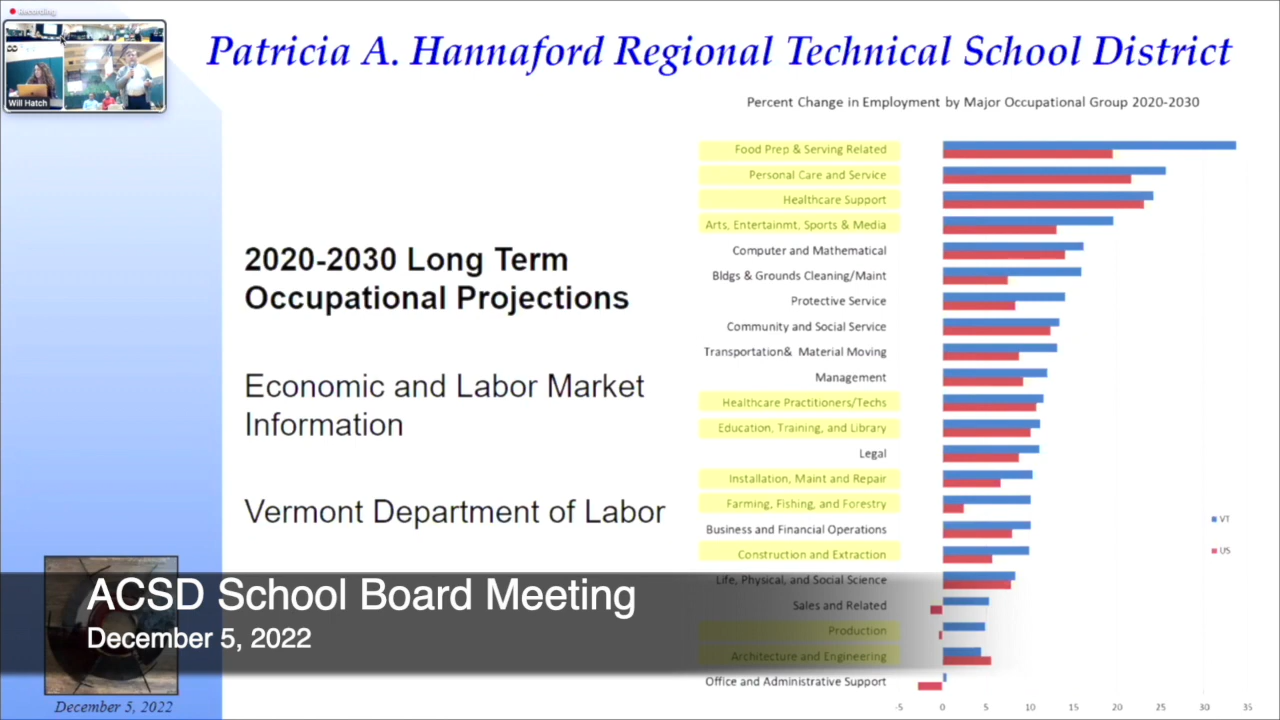 Recording
Will Hatch
Patricia A. Hannaford Regional Technical School District
Percent Change in Employment by Major Occupational Group 2020-2030
2020-2030 Long Term
Occupational Projections
Economic and Labor Market
Information
Vermont Department of Labor
Food Prep & Serving Related
Personal Care and Service
Healthcare Support
Arts, Entertainmt, Sports & Media
Computer and Mathematical
Bldgs & Grounds Cleaning/Maint
Protective Service
Community and Social Service
Transportation& Material Moving
Management
Healthcare Practitioners/Techs
Education, Training, and Library
Legal
Installation, Maint and Repair
Farming, Fishing, and Forestry
Business and Financial Operations
Construction and Extraction
Life, Physical, and Social Science
Sales and Related
Production
Architecture and Engineering
Office and Administrative Support
VT
US
-5 0 5 10 15 20 25 30 35
ACSD School Board Meeting
December 5, 2022
December 5, 2022